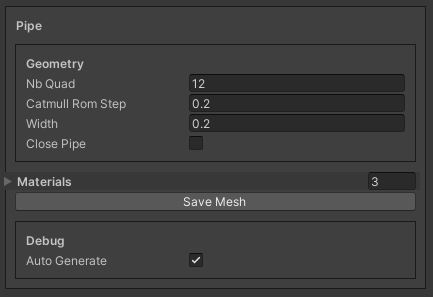 Pipe
Geometry
Nb Quad 12
Catmull Rom Step 0.2
Width 0.2
Close Pipe
Materials 3
Save Mesh
Debug
Auto Generate